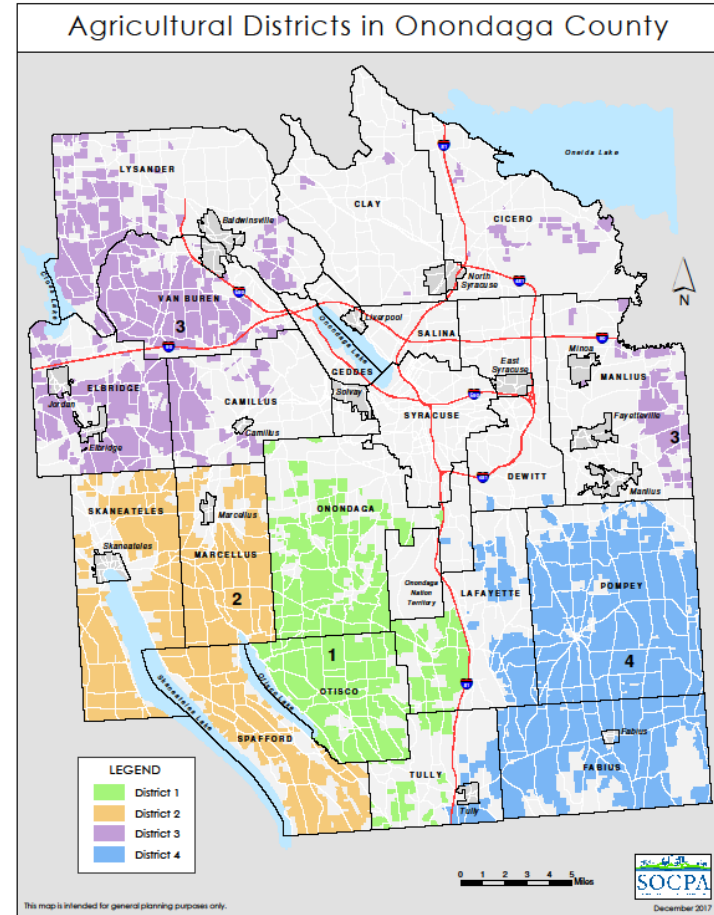 Agricultural Districts in Onondaga County
Oneida Lake
81
LYSANDER
CLAY
CICERO
Baldwinsville
North
Syracuse
Cross Lake
VAN BUREN
3
N
Liverpool
Onondaga Lake
SALINA
Minoa
GEDDES
East
Syracuse
MANLIUS
ELBRIDGE
Solvay
Jordan
CAMILLUS
SYRACUSE
Fayetteville
Camillus
3
Elbridge
DEWITT
Manlius
SKANEATELES
Marcellus
ONONDAGA
Skaneateles
MARCELLUS
Onondaga
Nation
Territory
LAFAYETTE
POMPEY
2
1
4
Skaneateles Lake
Otisco Lake
OTISCO
81
SPAFFORD
Fabius
FABIUS
TULLY
Tully
LEGEND
District 1
District 2
District 3
District 4
0 1 2 3 4 5
Miles
SOCPA
This map is intended for general planning purposes only.
December 2017